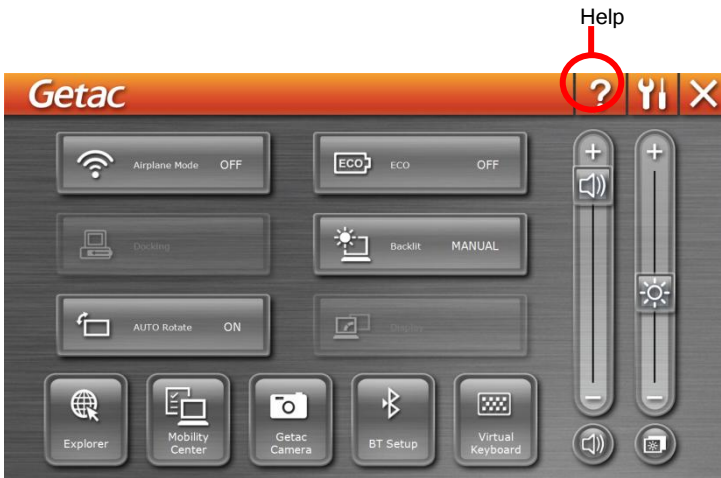 Help
Getac
?
Airplane Mode OFF
ECO ECO OFF
Docking
Backlit MANUAL
AUTO Rotate ON
Display
Explorer
Mobility
Center
Getac
Camera
BT Setup
Virtual
Keyboard